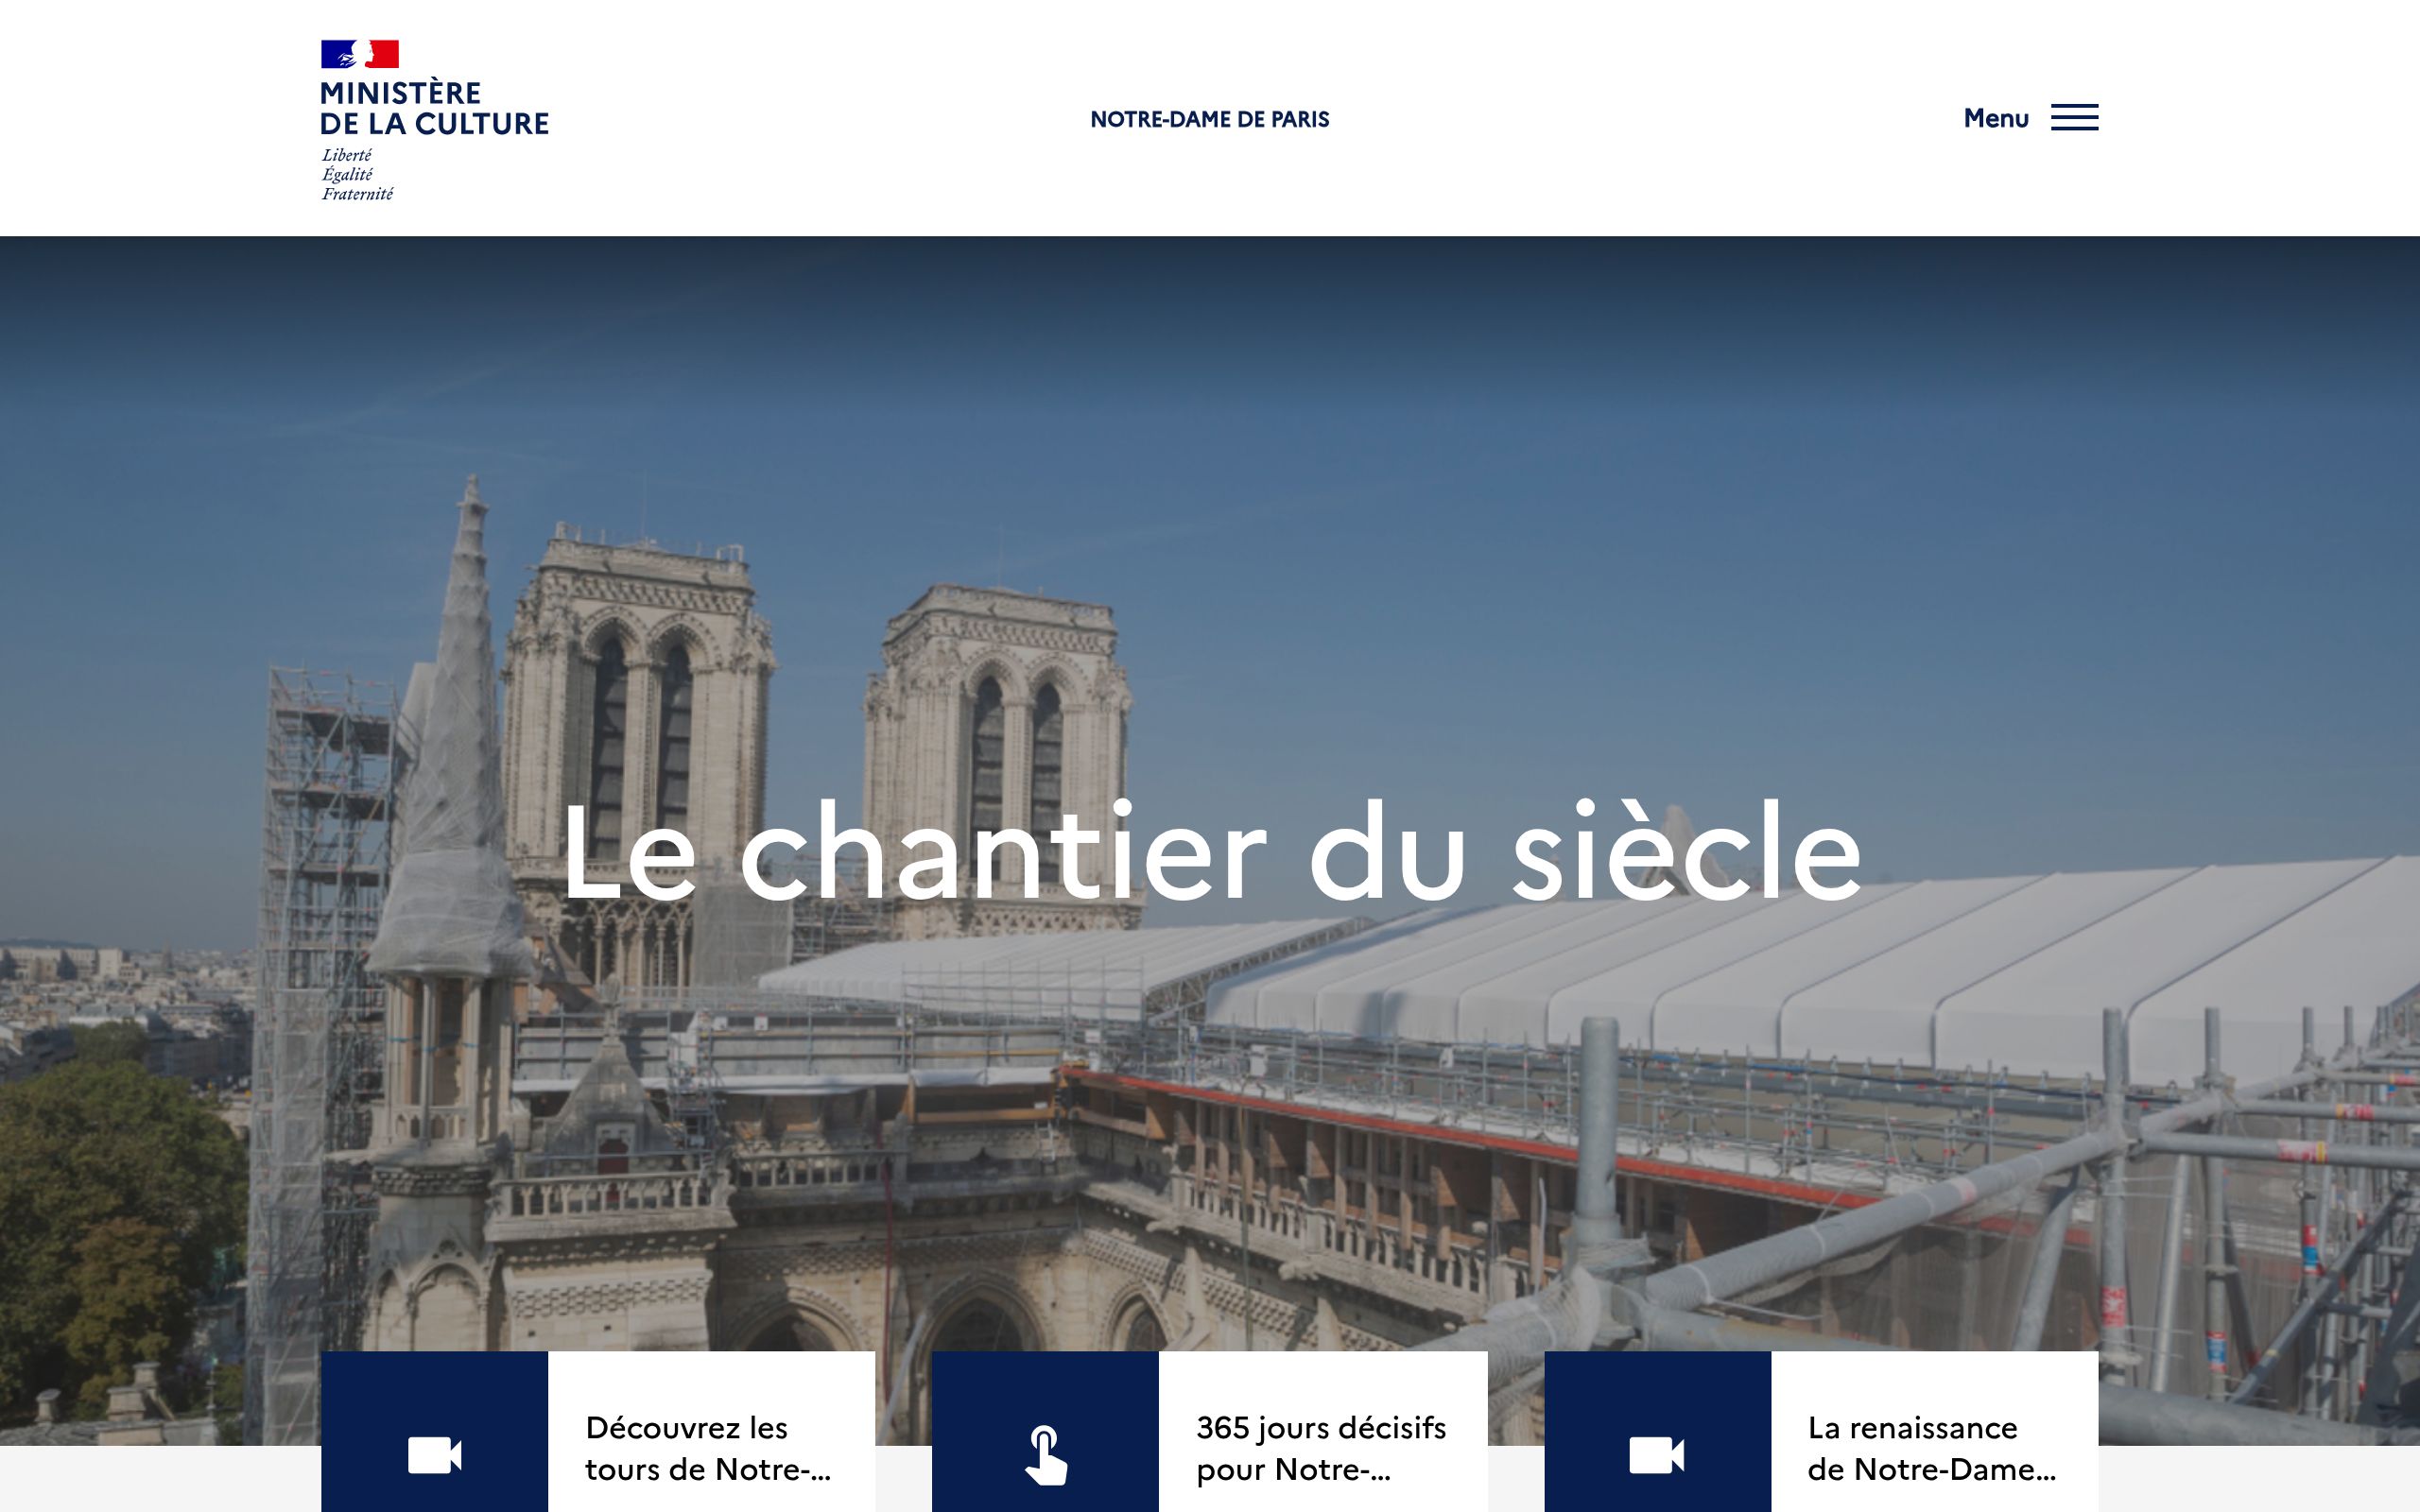 MINISTÈRE
DE LA CULTURE
Liberté
Égalité
Fraternité
NOTRE-DAME DE PARIS
Menu
Le chantier du siècle
Découvrez les
tours de Notre-...
365 jours décisifs
pour Notre-...
La renaissance
de Notre-Dame...